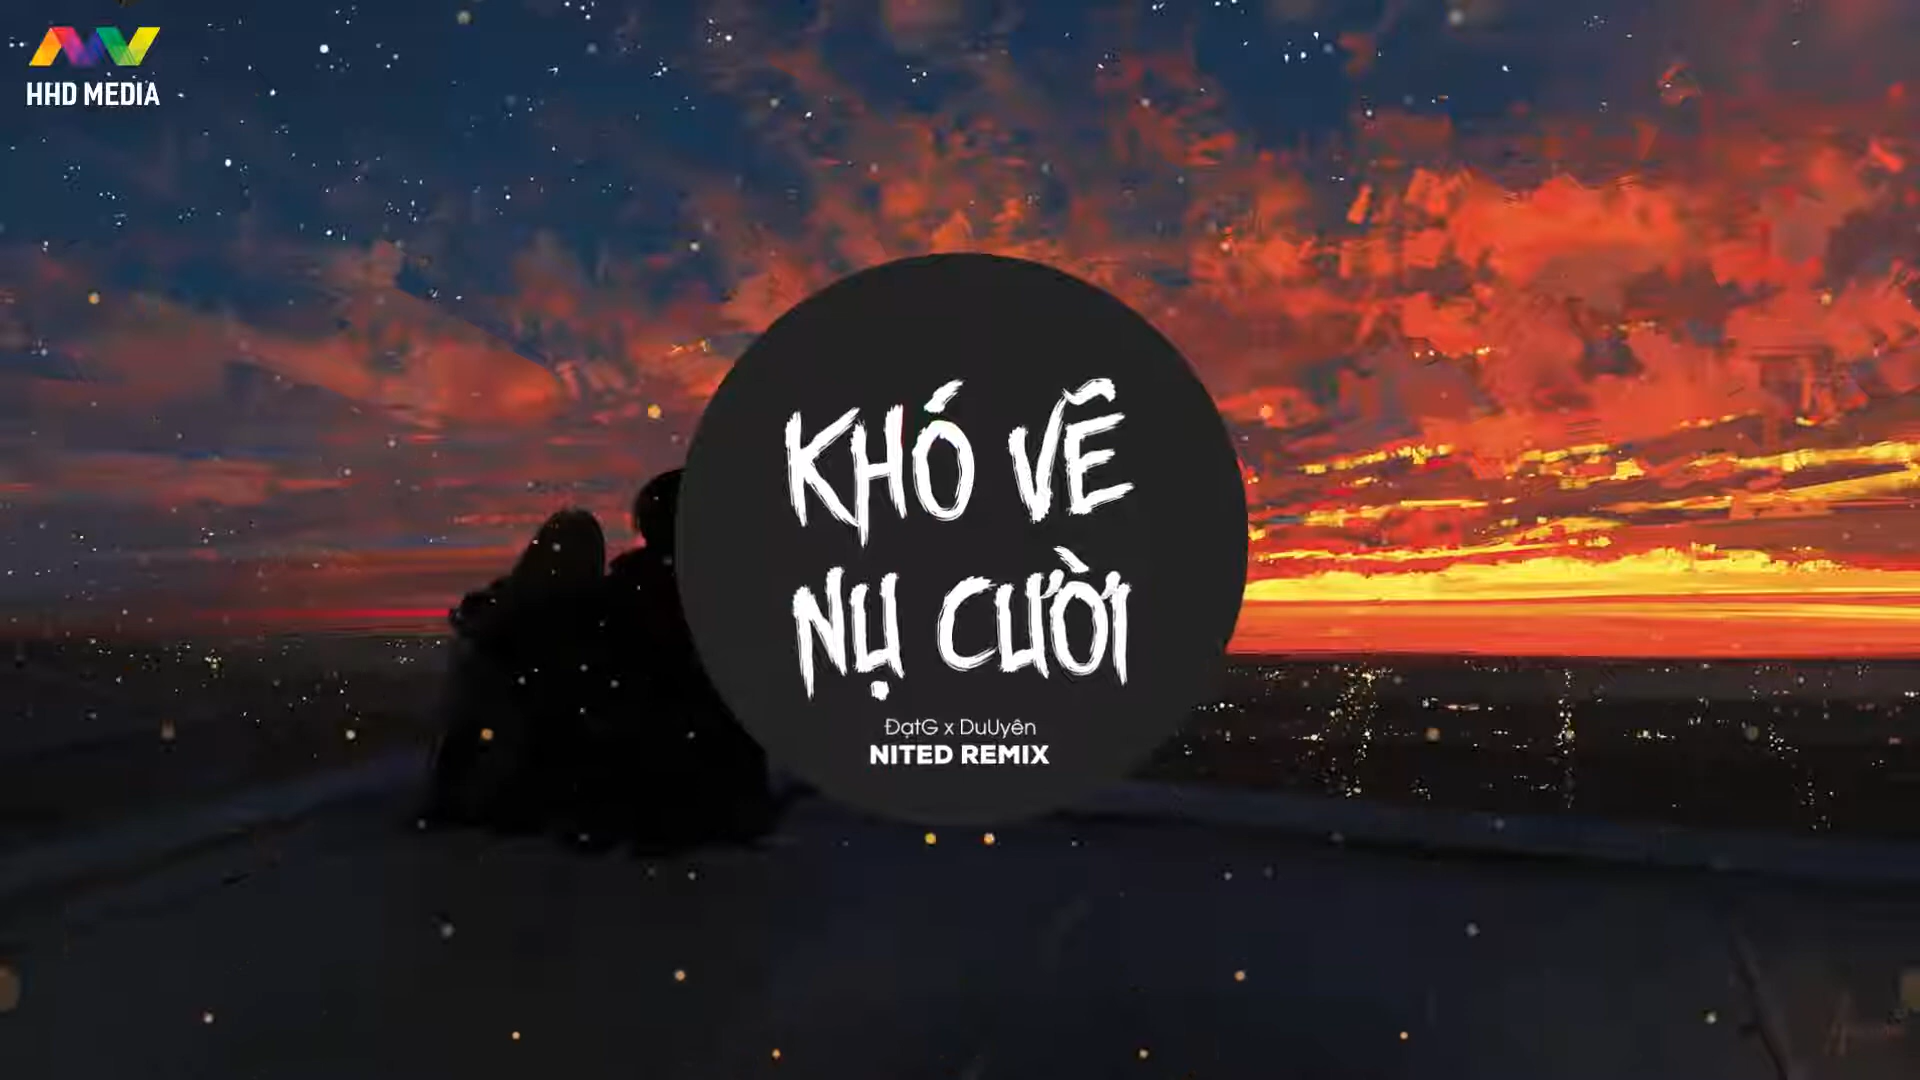 HHD MEDIA
KHÓ VẼ
NỤ CƯỜI
ĐạtG x DuUyên
NITED REMIX